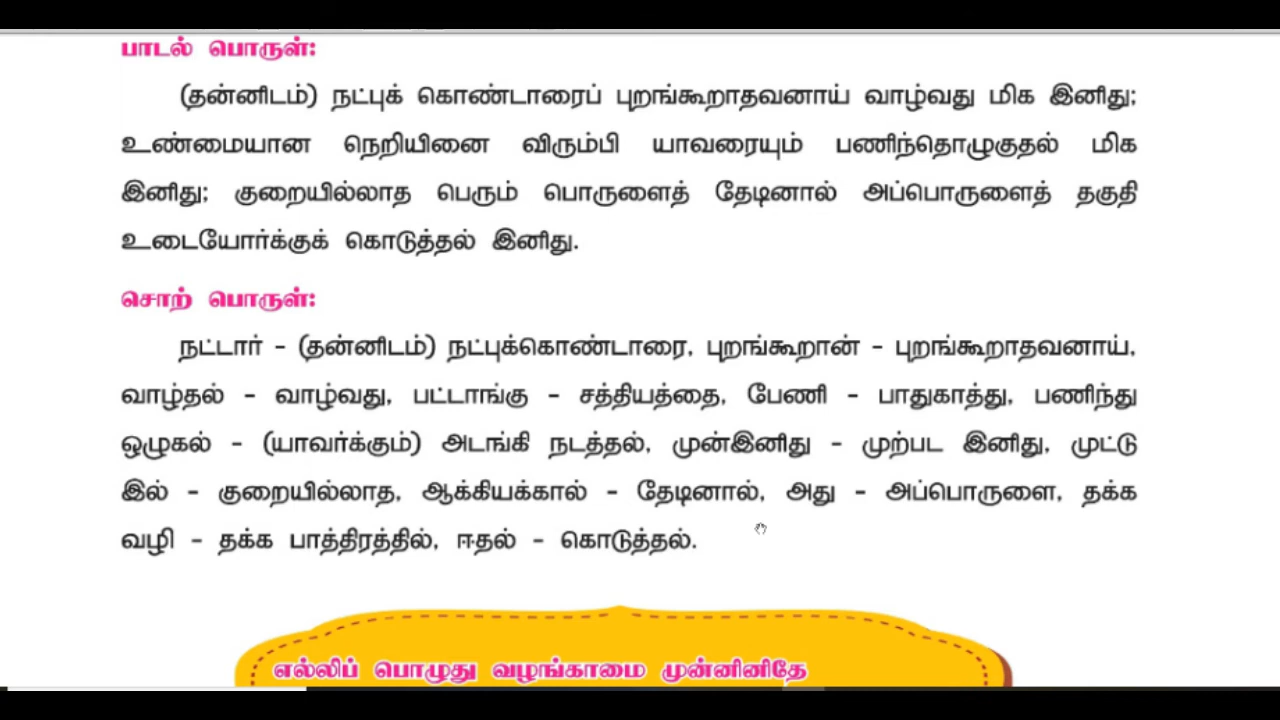 பாடல் பொருள்:
(தன்னிடம்) நட்புக் கொண்டாரைப் புறங்கூறாதவனாய் வாழ்வது மிக இனிது;
உண்மையான நெறியினை விரும்பி யாவரையும் பணிந்தொழுகுதல் மிக
இனிது; குறையில்லாத பெரும் பொருளைத் தேடினால் அப்பொருளைத் தகுதி
உடையோர்க்குக் கொடுத்தல் இனிது.
சொற் பொருள்:
நட்டார் - (தன்னிடம்) நட்புக்கொண்டாரை, புறங்கூறான் - புறங்கூறாதவனாய்,
வாழ்தல் - வாழ்வது, பட்டாங்கு - சத்தியத்தை, பேணி - பாதுகாத்து, பணிந்து
ஒழுகல் - (யாவர்க்கும்) அடங்கி நடத்தல், முன்இனிது - முற்பட இனிது, முட்டு
இல் - குறையில்லாத, ஆக்கியக்கால் - தேடினால், அது - அப்பொருளை, தக்க
வழி - தக்க பாத்திரத்தில், ஈதல் - கொடுத்தல்.
எல்லிப் பொழுது வழங்காமை முன்னினிதே